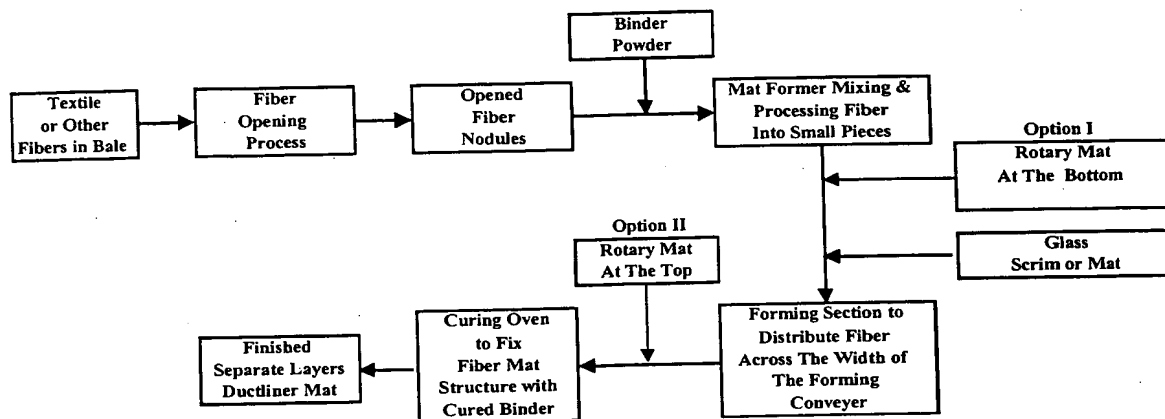 Binder
Powder
Textile
or Other
Fibers in Bale
Fiber
Opening
Process
Opened
Fiber
Nodules
Mat Former Mixing &
Processing Fiber
Into Small Pieces
Option I
Rotary Mat
At The Bottom
Glass
Scrim or Mat
Forming Section to
Distribute Fiber
Across The Width of
The Forming
Conveyer
Option II
Rotary Mat
At The Top
Curing Oven
to Fix
Fiber Mat
Structure with
Cured Binder
Finished
Separate Layers
Ductliner Mat